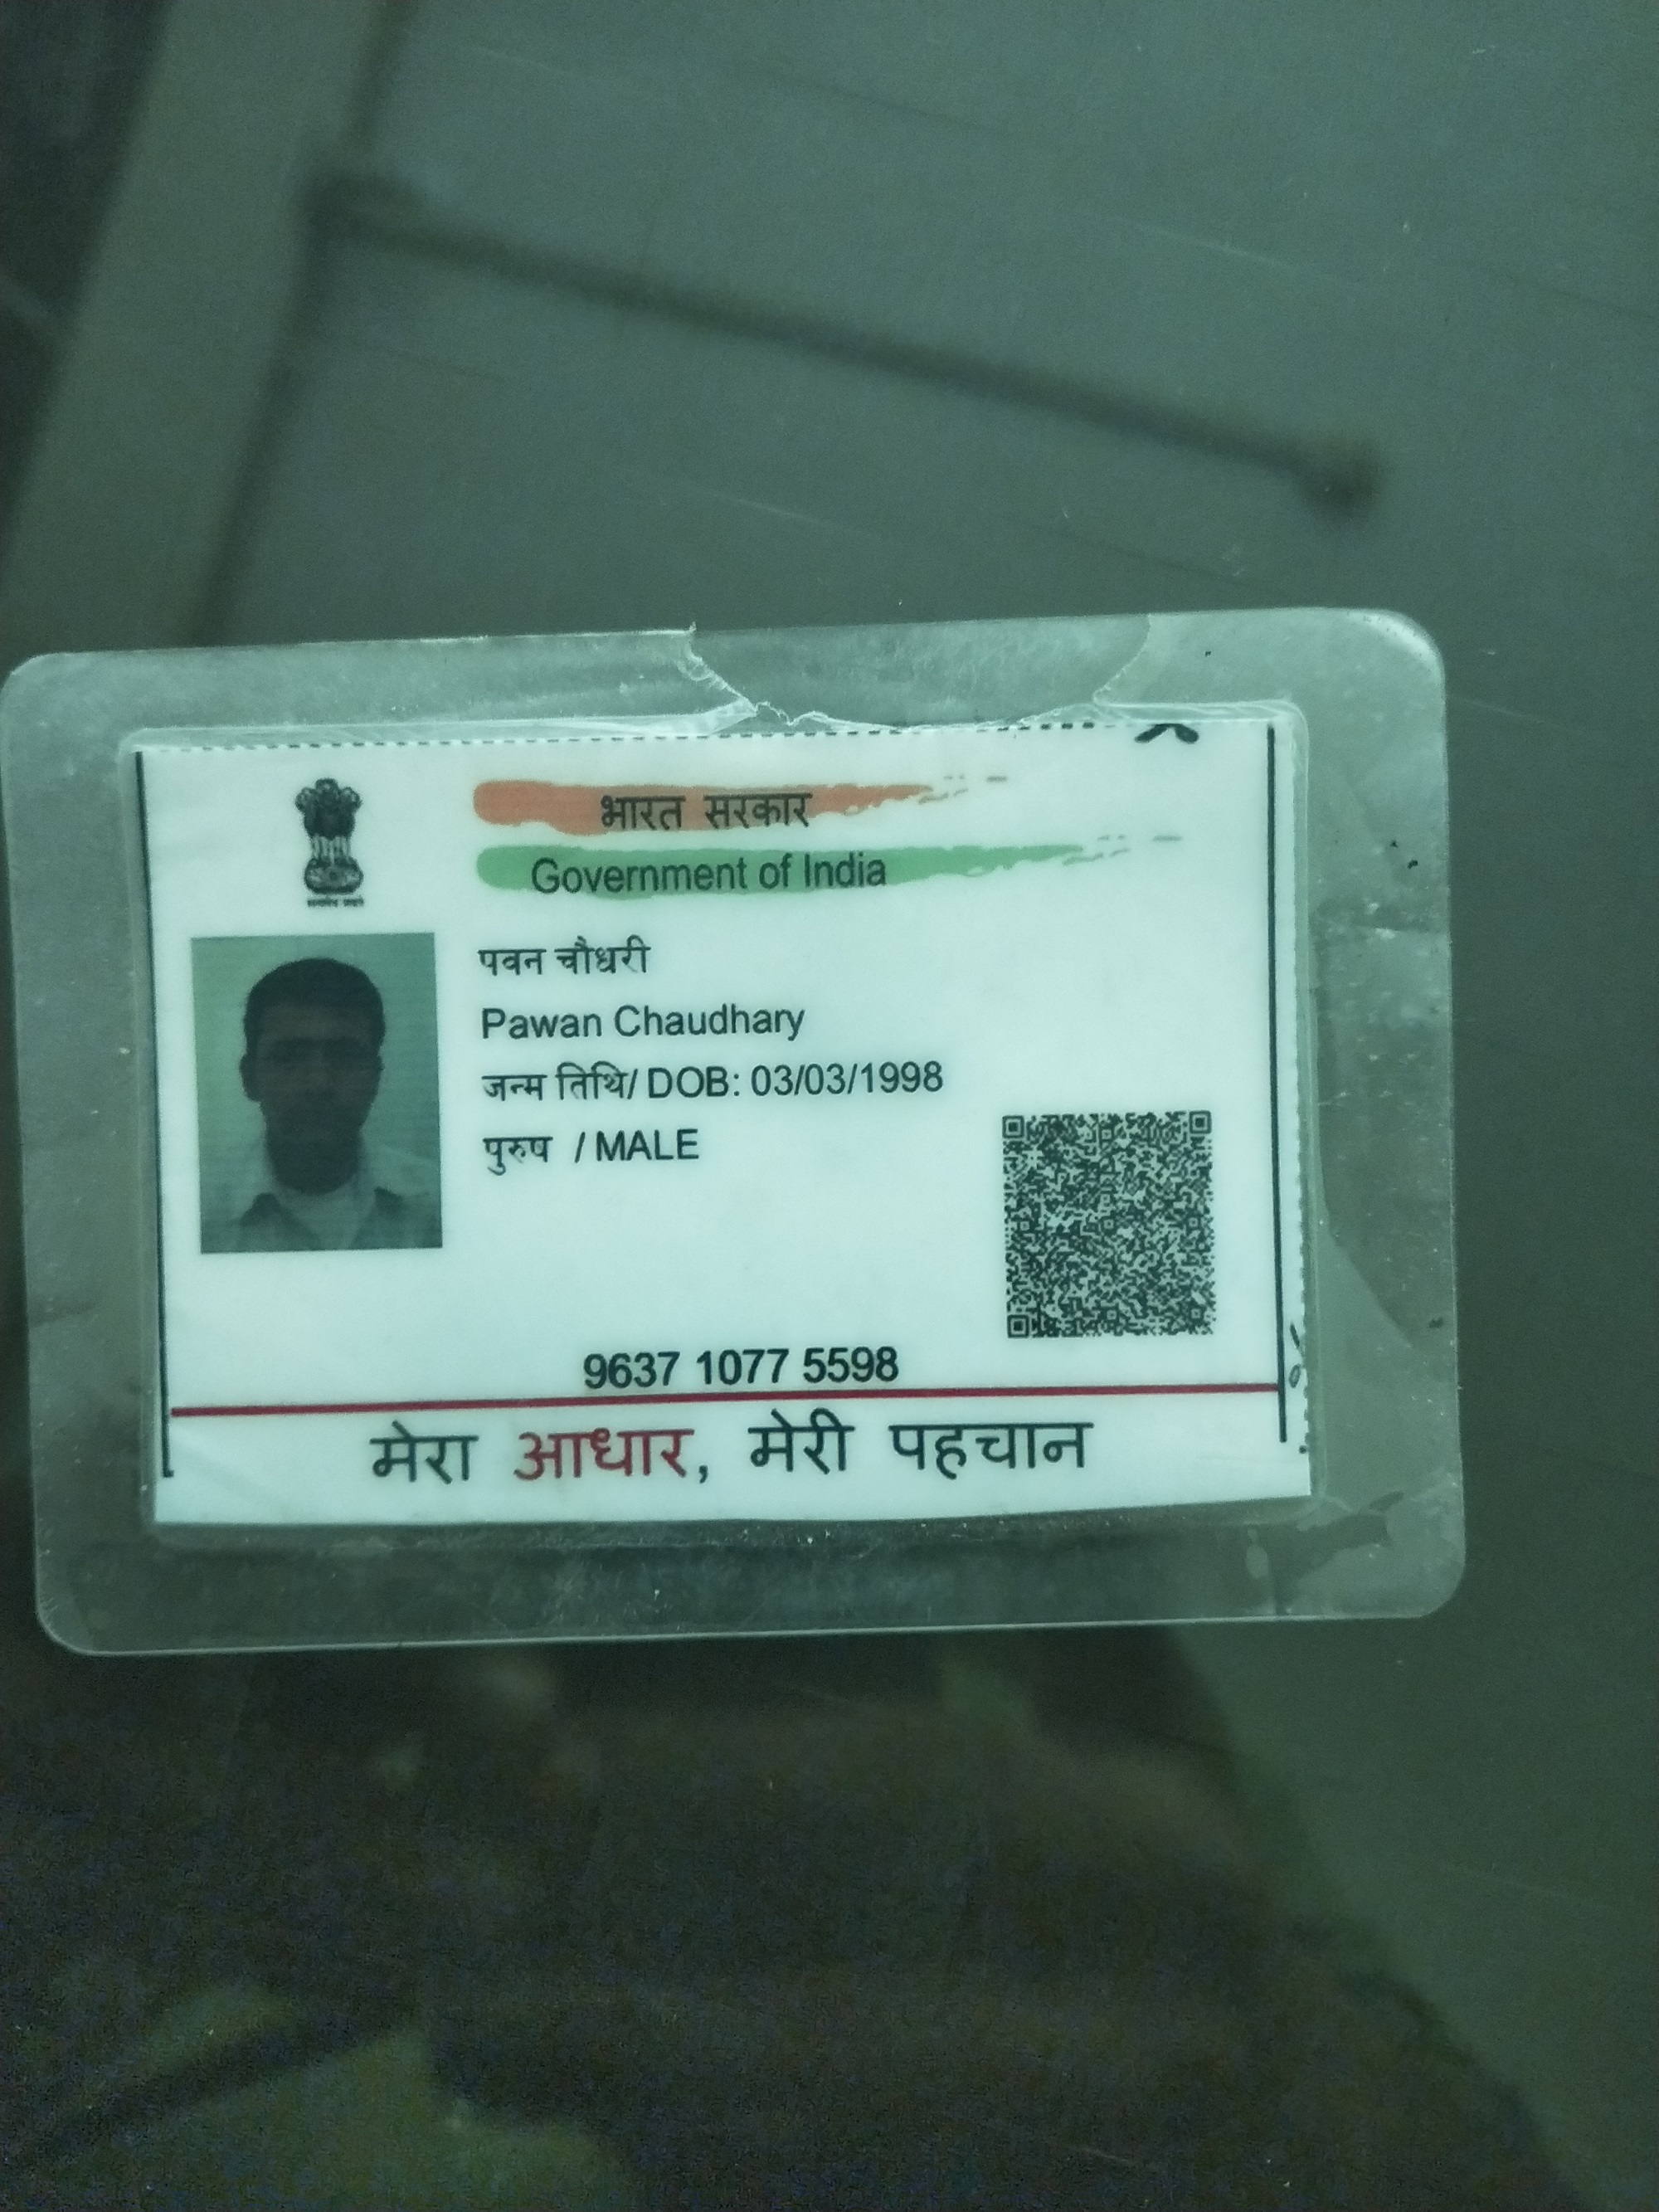 भारत सरकार
Government of India
पवन चौधरी
Pawan Chaudhary
जन्म तिथि/ DOB: 03/03/1998
पुरुष / MALE
9637 1077 5598
मेरा आधार, मेरी पहचान